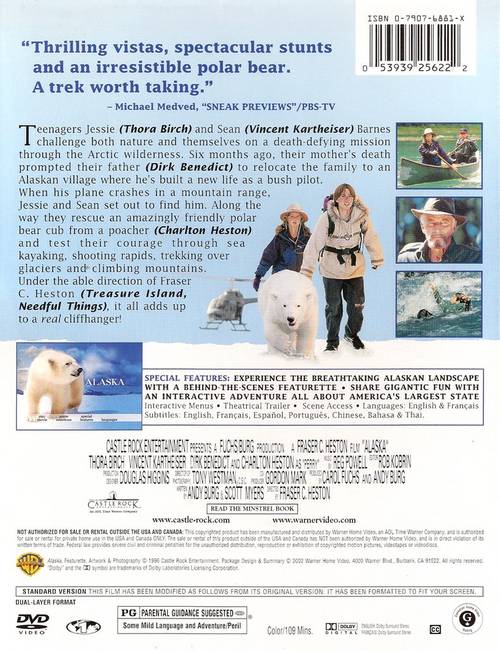 ISBN 0-7907-6881-X
0 53939 25622 2
“Thrilling vistas, spectacular stunts
and an irresistible polar bear.
A trek worth taking.”
– Michael Medved, “SNEAK PREVIEWS”/PBS-TV
Teenagers Jessie (Thora Birch) and Sean (Vincent Kartheiser) Barnes
challenge both nature and themselves on a death-defying mission
through the Arctic wilderness. Six months ago, their mother’s death
prompted their father (Dirk Benedict) to relocate the family to an
Alaskan village where he’s built a new life as a bush pilot.
When his plane crashes in a mountain range,
Jessie and Sean set out to find him. Along the
way they rescue an amazingly friendly polar
bear cub from a poacher (Charlton Heston)
and test their courage through sea
kayaking, shooting rapids, trekking over
glaciers and climbing mountains.
Under the able direction of Fraser
C. Heston (Treasure Island,
Needful Things), it all adds up
to a real cliffhanger!
ALASKA
special features
languages
SPECIAL FEATURES: EXPERIENCE THE BREATHTAKING ALASKAN LANDSCAPE
WITH A BEHIND-THE-SCENES FEATURETTE • SHARE GIGANTIC FUN WITH
AN INTERACTIVE ADVENTURE ALL ABOUT AMERICA’S LARGEST STATE
Interactive Menus • Theatrical Trailer • Scene Access • Languages: English & Français
Subtitles: English, Français, Español, Português, Chinese, Bahasa & Thai.
CASTLE ROCK ENTERTAINMENT PRESENTS A FUCHS/BURG PRODUCTION A FRASER C. HESTON FILM “ALASKA”
THORA BIRCH VINCENT KARTHEISER DIRK BENEDICT AND CHARLTON HESTON AS PERRY MUSIC BY REG POWELL EDITOR ROB KOBRIN
PRODUCTION DESIGNER DOUGLAS HIGGINS DIRECTOR OF PHOTOGRAPHY TONY WESTMAN, C.S.C. CO-PRODUCER GORDON MARK PRODUCED BY CAROL FUCHS AND ANDY BURG
WRITTEN BY ANDY BURG & SCOTT MYERS DIRECTED BY FRASER C. HESTON
CASTLE ROCK
ENTERTAINMENT
An AOL Time Warner Company
READ THE MINSTREL BOOK
www.castle-rock.com
www.warnervideo.com
NOT AUTHORIZED FOR SALE OR RENTAL OUTSIDE THE USA AND CANADA: This copyrighted product has been manufactured and distributed by Warner Home Video, an AOL Time Warner Company, and is authorized
for sale or rental for private home use in the USA and Canada ONLY. The sale or rental of this product outside of the USA and Canada has NOT been authorized by Warner Home Video, and is in direct violation of its
written terms of trade. Federal law provides severe civil and criminal penalties for the unauthorized duplication, reproduction or exhibition of copyrighted motion pictures, videotapes or videodiscs.
WARNER HOME VIDEO
Alaska, Features, Artwork & Photography © 1996 Castle Rock Entertainment. Package Design & Summary © 2002 Warner Home Video, 4000 Warner Blvd., Burbank, CA 91522. All rights reserved.
“Dolby” and the symbol are trademarks of Dolby Laboratories Licensing Corporation.
STANDARD VERSION THIS FILM HAS BEEN MODIFIED AS FOLLOWS FROM ITS ORIGINAL VERSION: IT HAS BEEN FORMATTED TO FIT YOUR SCREEN.
DUAL-LAYER FORMAT
DVD
VIDEO
PG PARENTAL GUIDANCE SUGGESTED
Some Mild Language and Adventure/Peril
Color/109 Mins.
DOLBY
DIGITAL
ENGLISH: Dolby Surround Stereo
FRANÇAIS: Dolby Surround Stereo
CC
G